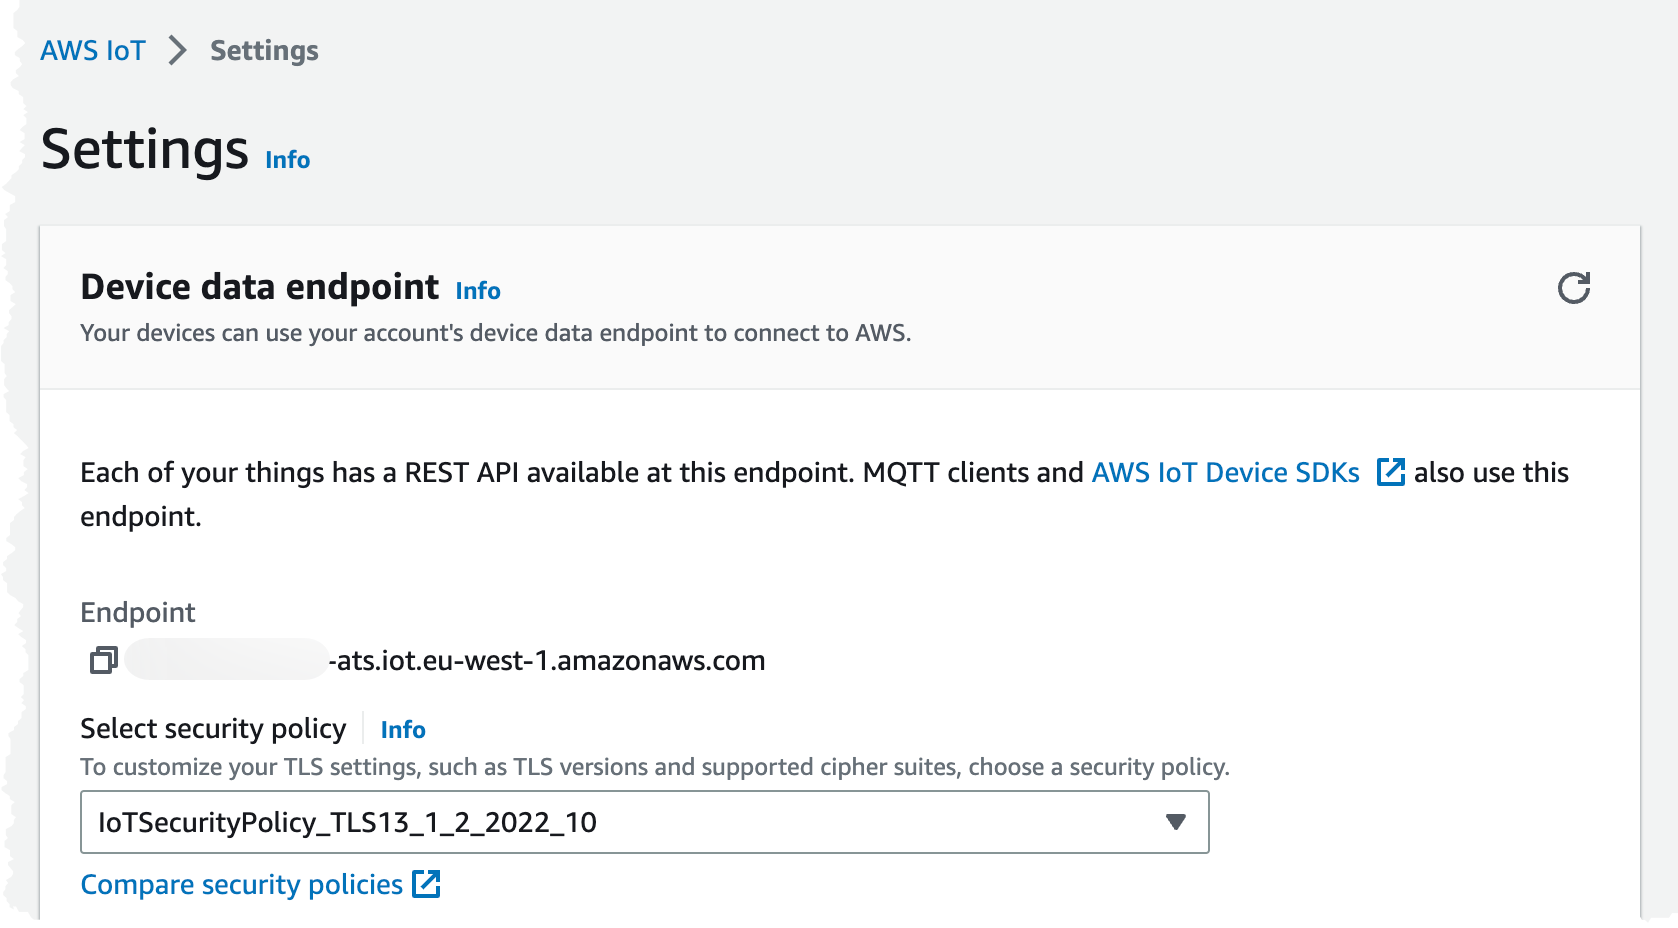 AWS IoT > Settings
Settings Info
Device data endpoint Info
Your devices can use your account's device data endpoint to connect to AWS.
Each of your things has a REST API available at this endpoint. MQTT clients and AWS IoT Device SDKs also use this
endpoint.
Endpoint
-ats.iot.eu-west-1.amazonaws.com
Select security policy Info
To customize your TLS settings, such as TLS versions and supported cipher suites, choose a security policy.
IoTSecurityPolicy_TLS13_1_2_2022_10
Compare security policies